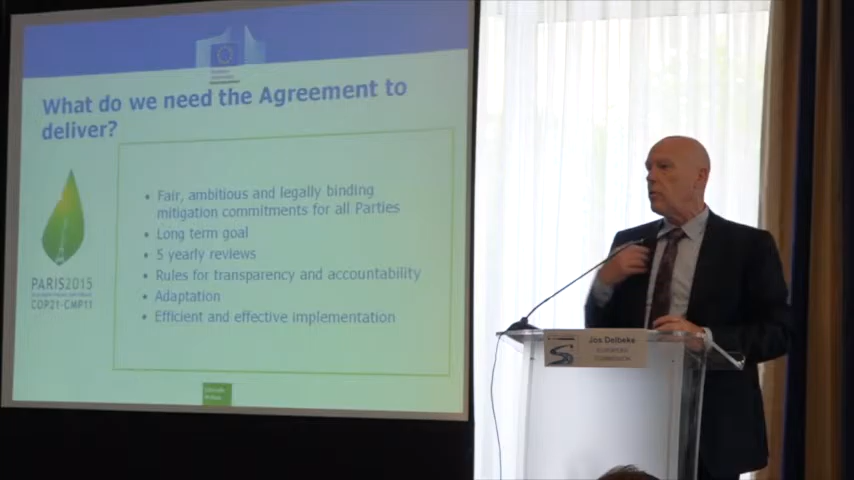 What do we need the Agreement to
deliver?
• Fair, ambitious and legally binding
mitigation commitments for all Parties
• Long term goal
• 5 yearly reviews
• Rules for transparency and accountability
• Adaptation
• Efficient and effective implementation
PARIS2015
COP21·CMP11
Jos Delbeke
EUROPEAN
COMMISSION